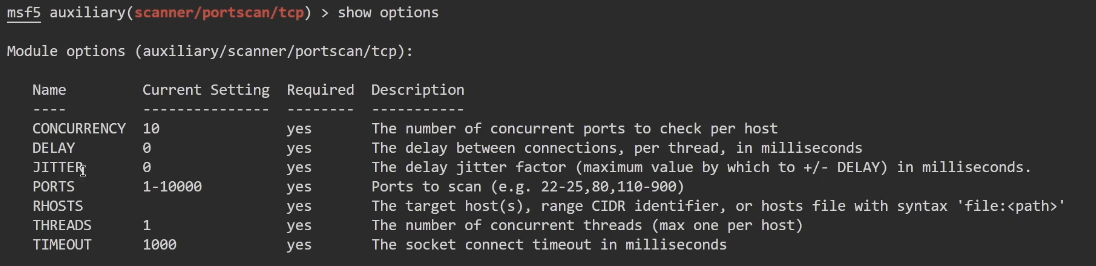 msf5 auxiliary(scanner/portscan/tcp) > show options
Module options (auxiliary/scanner/portscan/tcp):
Name Current Setting Required Description
---- --------------- -------- -----------
CONCURRENCY 10 yes The number of concurrent ports to check per host
DELAY 0 yes The delay between connections, per thread, in milliseconds
JITTER 0 yes The delay jitter factor (maximum value by which to +/- DELAY) in milliseconds.
PORTS 1-10000 yes Ports to scan (e.g. 22-25,80,110-900)
RHOSTS yes The target host(s), range CIDR identifier, or hosts file with syntax 'file:<path>'
THREADS 1 yes The number of concurrent threads (max one per host)
TIMEOUT 1000 yes The socket connect timeout in milliseconds